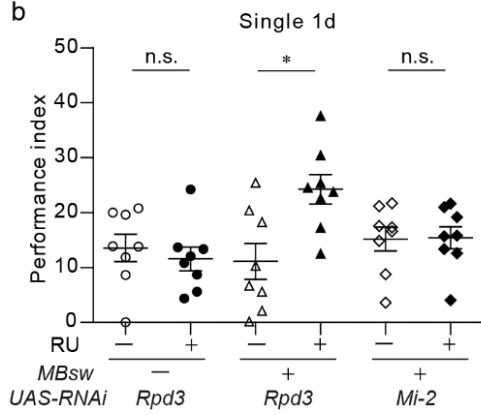 b
Single 1d
Performance index
50
40
30
20
10
0
n.s.
*
n.s.
RU — + — + — +
MBsw — + +
UAS-RNAi Rpd3 Rpd3 Mi-2